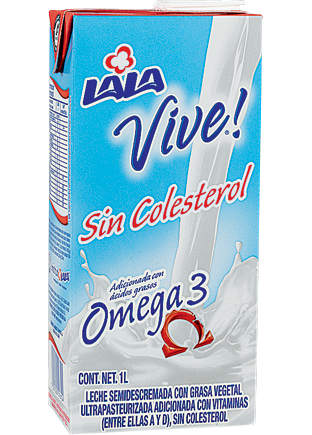 LALA
Vive!
Sin Colesterol
Adicionada con
ácidos grasos
Omega 3
CONT. NET. 1L
LECHE SEMIDESCREMADA CON GRASA VEGETAL
ULTRAPASTEURIZADA ADICIONADA CON VITAMINAS
(ENTRE ELLAS A Y D), SIN COLESTEROL